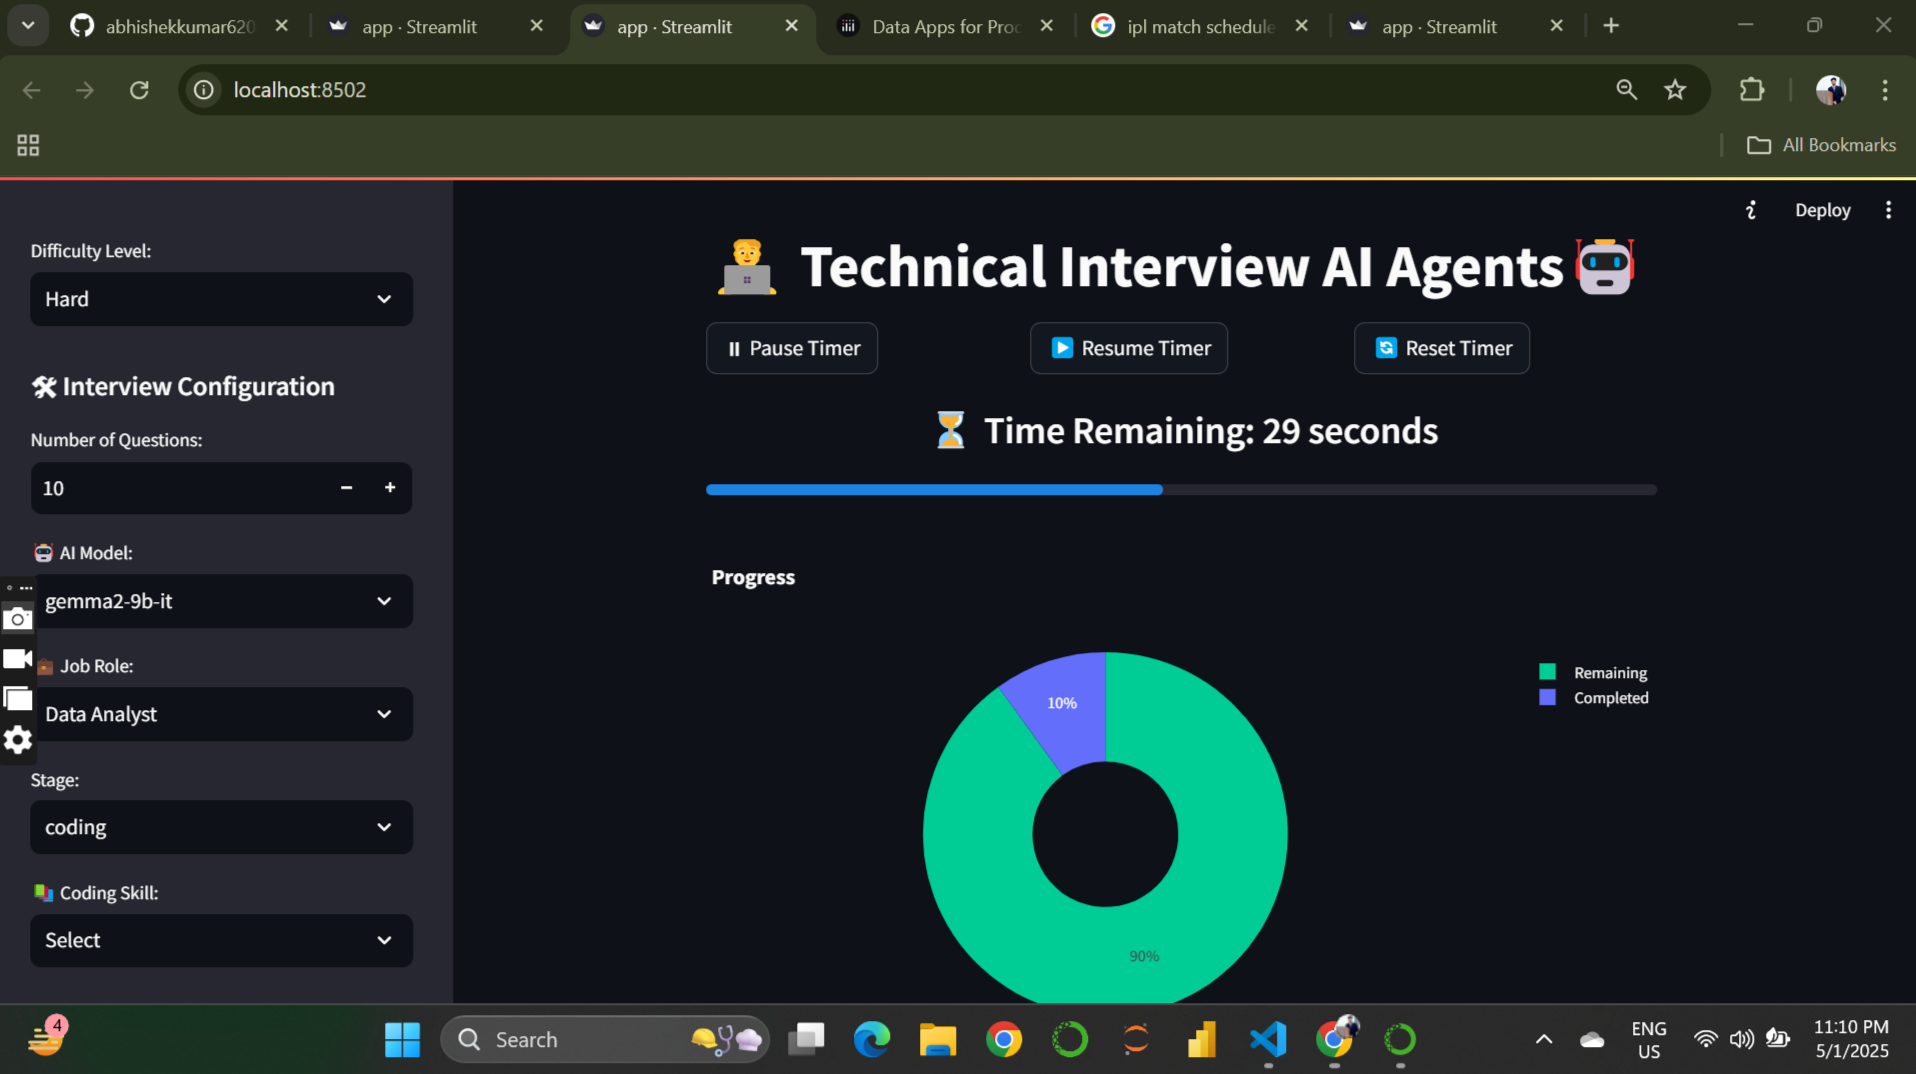 abhishekkumar620
app · Streamlit
app · Streamlit
Data Apps for Proc
ipl match schedule
app · Streamlit
localhost:8502
All Bookmarks
Deploy
Difficulty Level:
Hard
Interview Configuration
Number of Questions:
10
AI Model:
gemma2-9b-it
Job Role:
Data Analyst
Stage:
coding
Coding Skill:
Select
Technical Interview AI Agents
Pause Timer
Resume Timer
Reset Timer
Time Remaining: 29 seconds
Progress
Remaining
Completed
10%
90%
4
Search
ENG
US
11:10 PM
5/1/2025